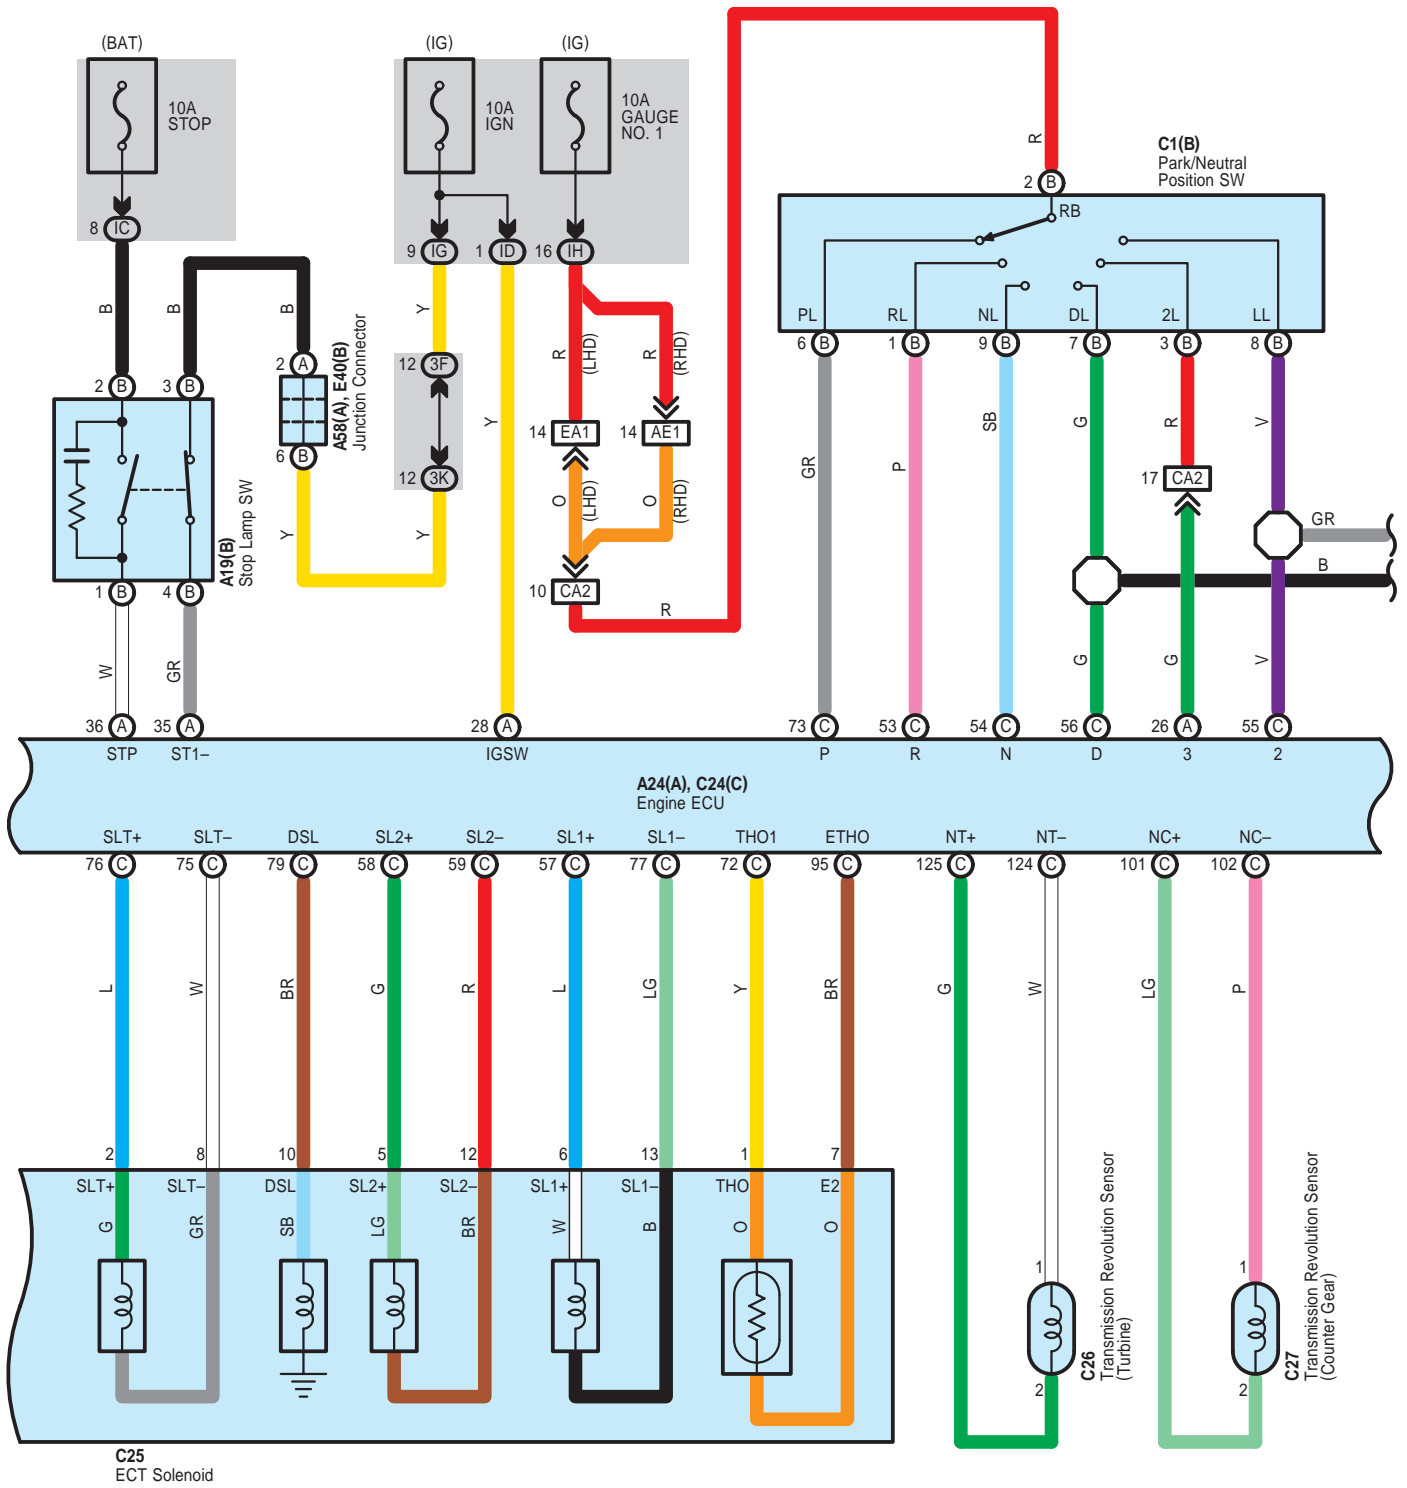 (BAT)
(IG)
(IG)
10A
STOP
10A
IGN
10A
GAUGE
NO. 1
R
C1(B)
Park/Neutral
Position SW
2 B
RB
8 IC
9 IG
1 ID
16 IH
B
B
B
Y
Y
R
(LHD)
R
(RHD)
PL
RL
NL
DL
2L
LL
6 B
1 B
9 B
7 B
3 B
8 B
2 A
A58(A), E40(B)
Junction Connector
6 B
12 3F
12 3K
2 B
3 B
14 EA1
14 AE1
GR
P
SB
G
R
V
17 CA2
O
(LHD)
O
(RHD)
Y
Y
GR
B
A19(B)
Stop Lamp SW
1 B
4 B
10 CA2
R
W
GR
G
G
V
36 A
35 A
28 A
73 C
53 C
54 C
56 C
26 A
55 C
STP
ST1–
IGSW
P
R
N
D
3
2
A24(A), C24(C)
Engine ECU
SLT+
SLT–
DSL
SL2+
SL2–
SL1+
SL1–
THO1
ETHO
NT+
NT–
NC+
NC–
76 C
75 C
79 C
58 C
59 C
57 C
77 C
72 C
95 C
125 C
124 C
101 C
102 C
L
W
BR
G
R
L
LG
Y
BR
G
W
LG
P
2
8
10
5
12
6
13
1
7
SLT+
SLT–
DSL
SL2+
SL2–
SL1+
SL1–
THO
E2
G
GR
SB
LG
BR
W
B
O
O
1
2
C26
Transmission Revolution Sensor
(Turbine)
1
2
C27
Transmission Revolution Sensor
(Counter Gear)
C25
ECT Solenoid